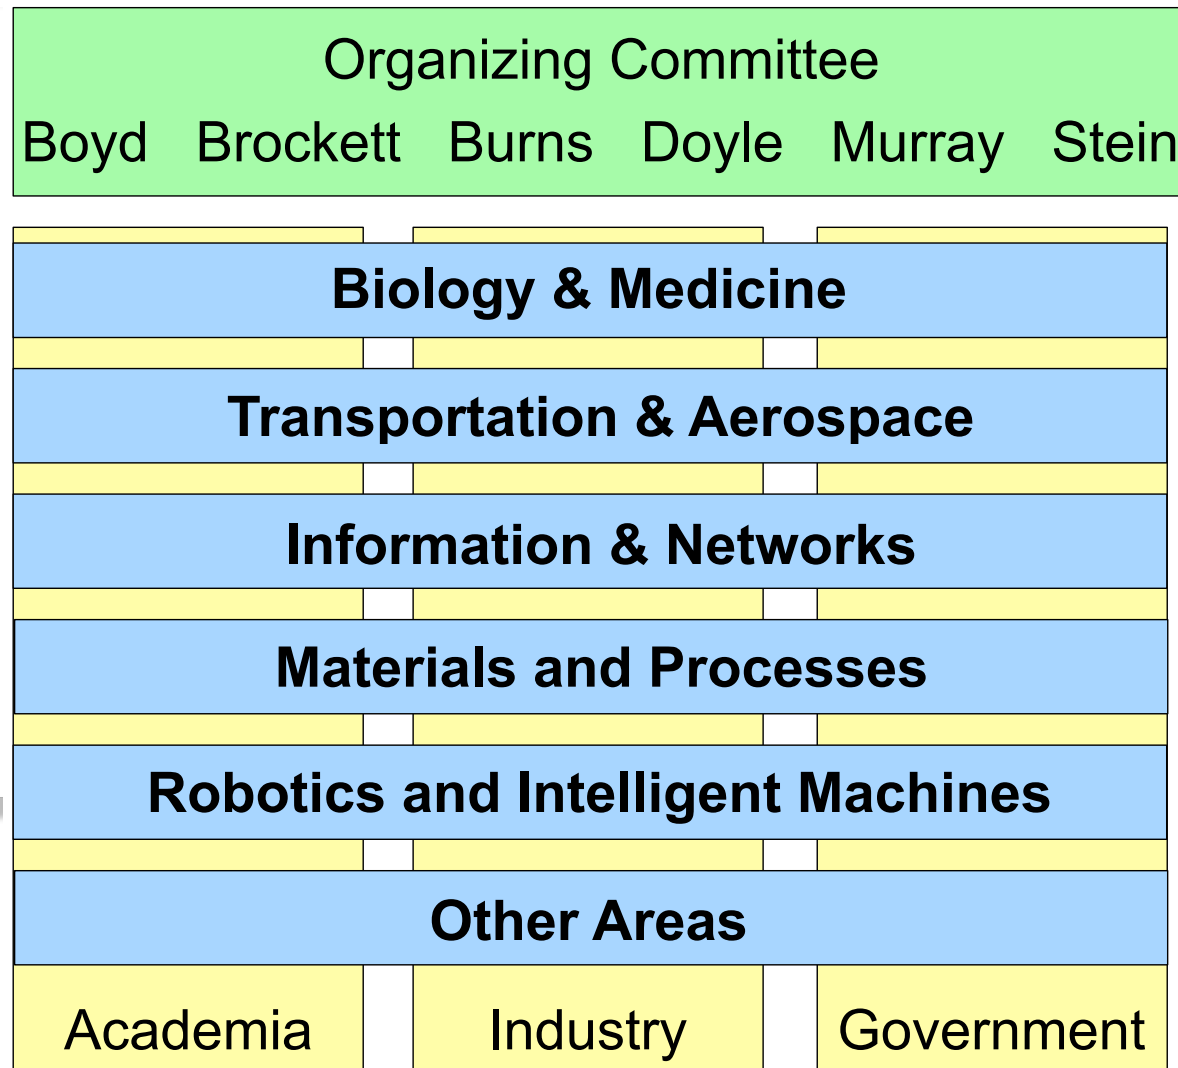 Organizing Committee
Boyd Brockett Burns Doyle Murray Stein
Biology & Medicine
Transportation & Aerospace
Information & Networks
Materials and Processes
Robotics and Intelligent Machines
Other Areas
Academia Industry Government